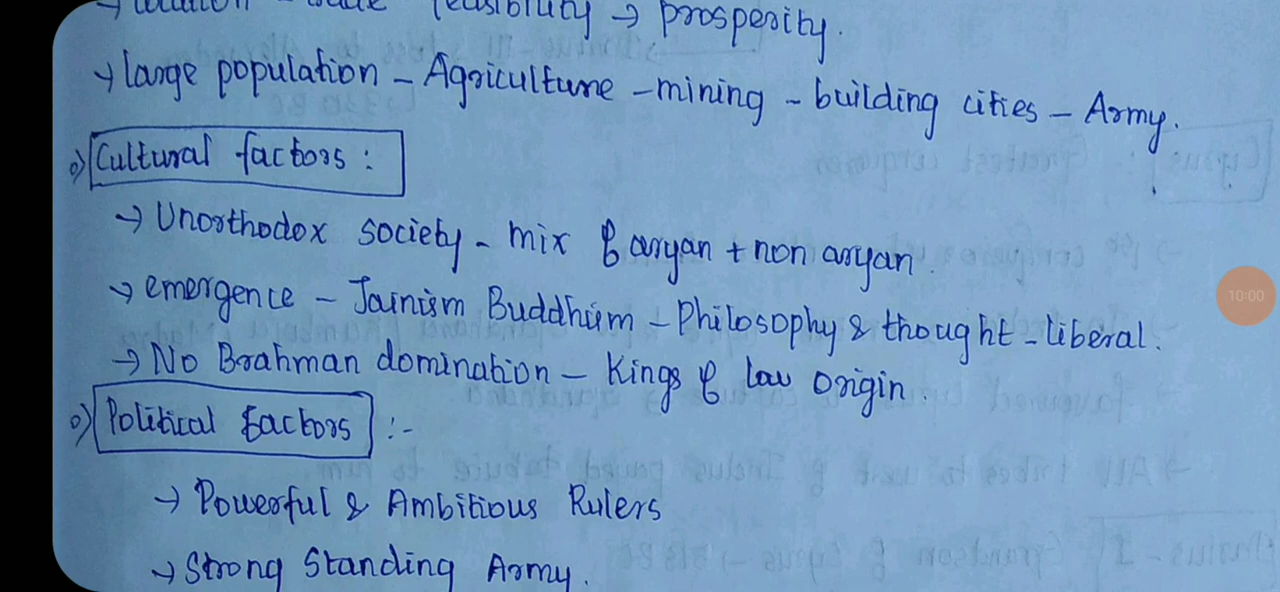 feasibility → prosperity.
→ large population - Agriculture - mining - building cities - Army.
o) Cultural factors :
→ Unorthodox society - mix of aryan + non aryan.
→ emergence - Jainism Buddhism - Philosophy & thought - liberal.
→ No Brahman domination - Kings of low origin.
o) Political factors :-
→ Powerful & Ambitious Rulers
→ Strong Standing Army.
10:00